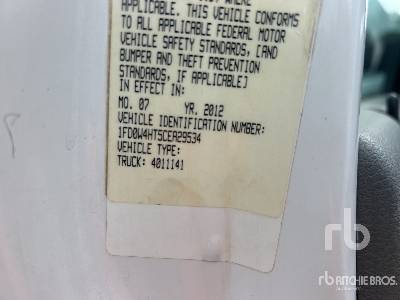 APPLICABLE. THIS VEHICLE CONFORMS
TO ALL APPLICABLE FEDERAL MOTOR
VEHICLE SAFETY STANDARDS, [AND
BUMPER AND THEFT PREVENTION
STANDARDS, IF APPLICABLE]
IN EFFECT IN:
MO. 07 YR. 2012
VEHICLE IDENTIFICATION NUMBER:
1FD0W4HT5CEA29534
VEHICLE TYPE:
TRUCK: 4011141
rb
rb RITCHIE BROS.